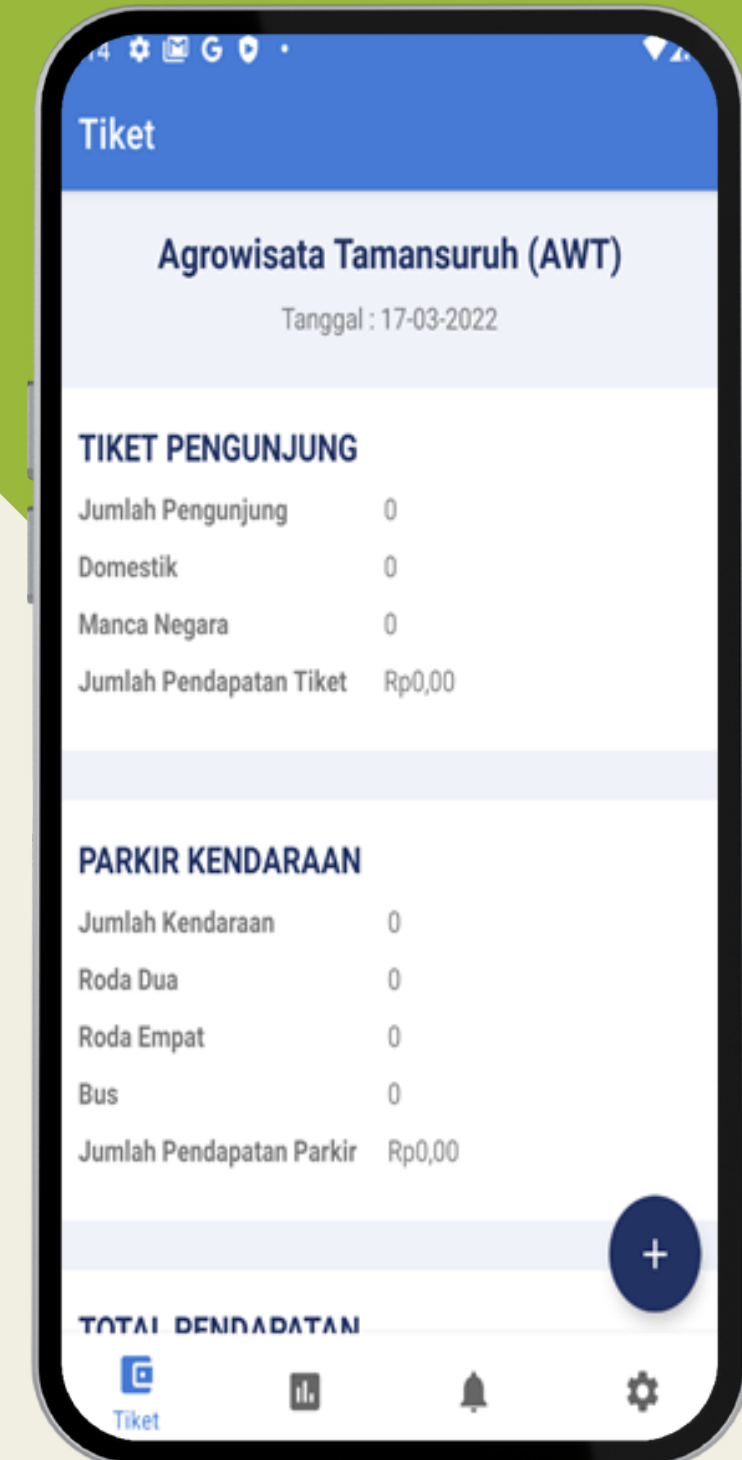 Tiket
Agrowisata Tamansuruh (AWT)
Tanggal : 17-03-2022
TIKET PENGUNJUNG
Jumlah Pengunjung 0
Domestik 0
Manca Negara 0
Jumlah Pendapatan Tiket Rp0,00
PARKIR KENDARAAN
Jumlah Kendaraan 0
Roda Dua 0
Roda Empat 0
Bus 0
Jumlah Pendapatan Parkir Rp0,00
+
TOTAL PENDAPATAN
Tiket